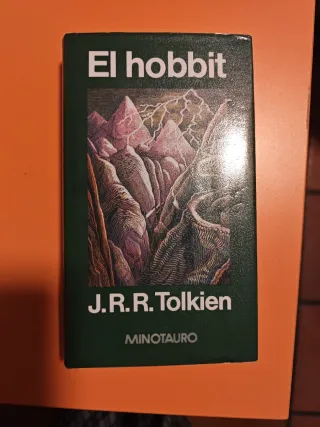 El hobbit
J.R.R. Tolkien
MINOTAURO